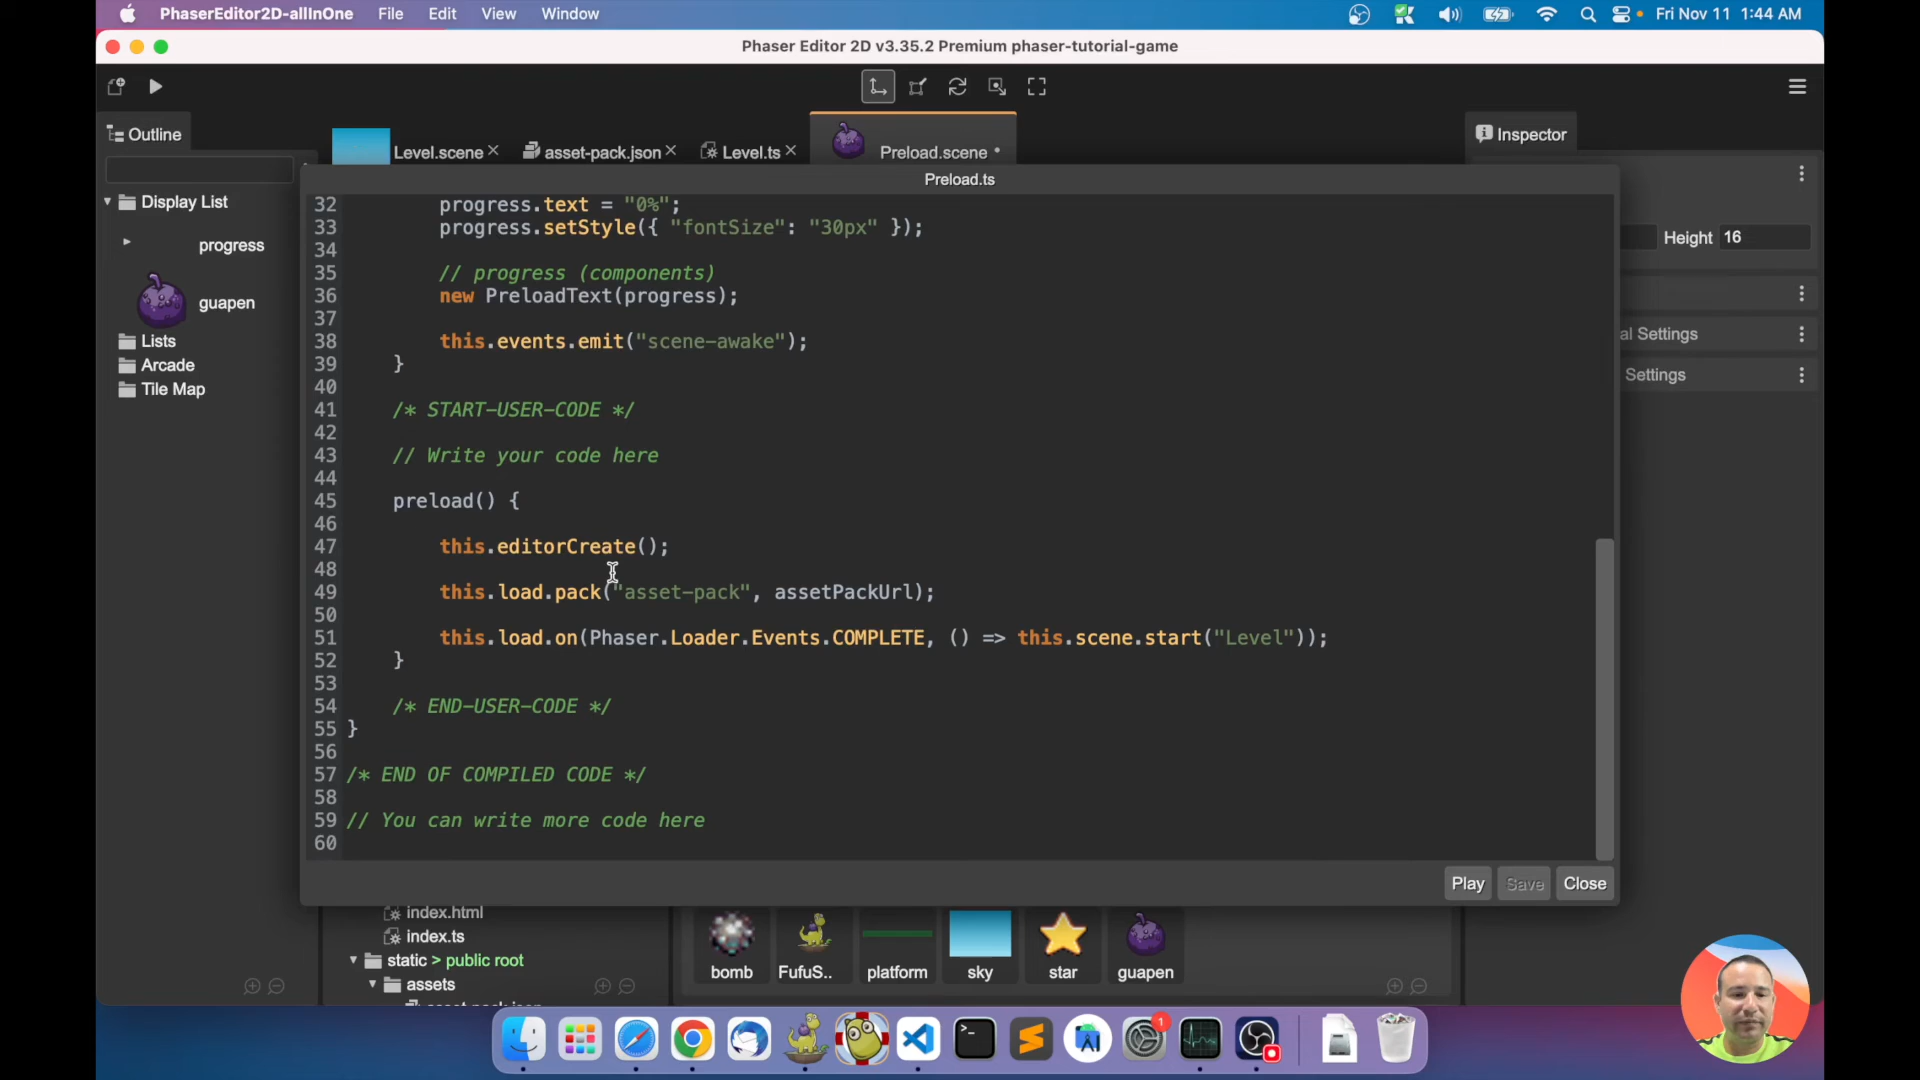 PhaserEditor2D-allInOne File Edit View Window Fri Nov 11 1:44 AM
Phaser Editor 2D v3.35.2 Premium phaser-tutorial-game
Outline
Level.scene
asset-pack.json
Level.ts
Preload.scene
Inspector
Preload.ts
Display List
progress
guapen
Lists
Arcade
Tile Map
Height 16
al Settings
Settings
32 progress.text = "0%";
33 progress.setStyle({ "fontSize": "30px" });
34
35 // progress (components)
36 new PreloadText(progress);
37
38 this.events.emit("scene-awake");
39 }
40
41 /* START-USER-CODE */
42
43 // Write your code here
44
45 preload() {
46
47 this.editorCreate();
48
49 this.load.pack("asset-pack", assetPackUrl);
50
51 this.load.on(Phaser.Loader.Events.COMPLETE, () => this.scene.start("Level"));
52 }
53
54 /* END-USER-CODE */
55 }
56
57 /* END OF COMPILED CODE */
58
59 // You can write more code here
60
Play Save Close
index.html
index.ts
static > public root
assets
bomb FufuS.. platform sky star guapen
1